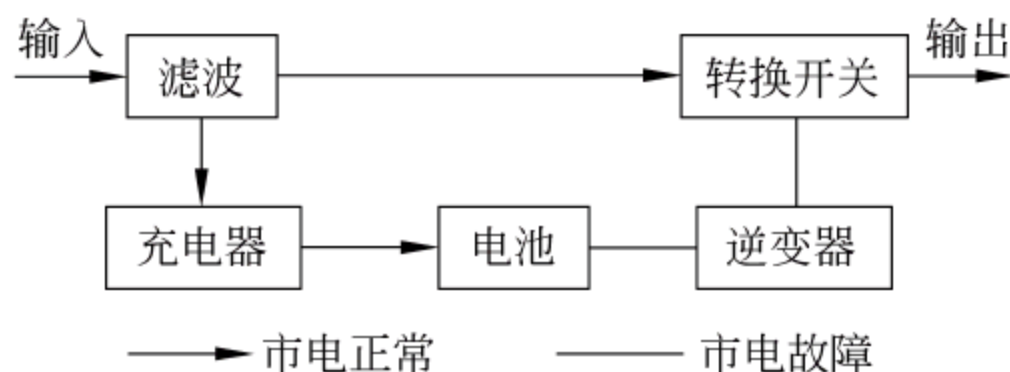 输入
滤波
转换开关
输出
充电器
电池
逆变器
市电正常
市电故障